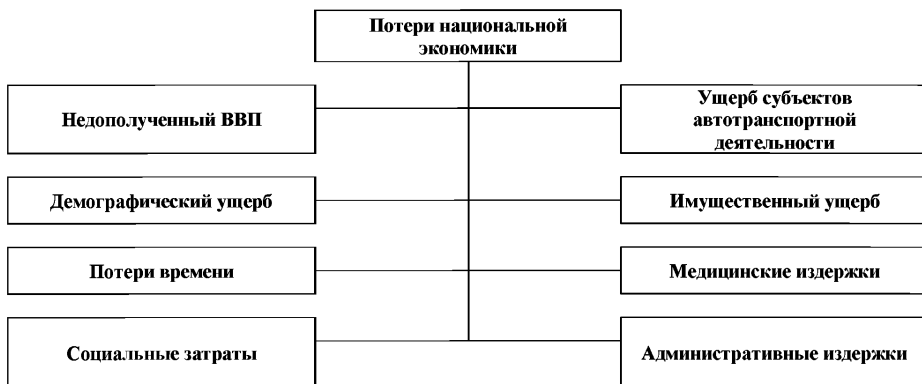 Потери национальной
экономики
Недополученный ВВП
Ущерб субъектов
автотранспортной
деятельности
Демографический ущерб
Имущественный ущерб
Потери времени
Медицинские издержки
Социальные затраты
Административные издержки